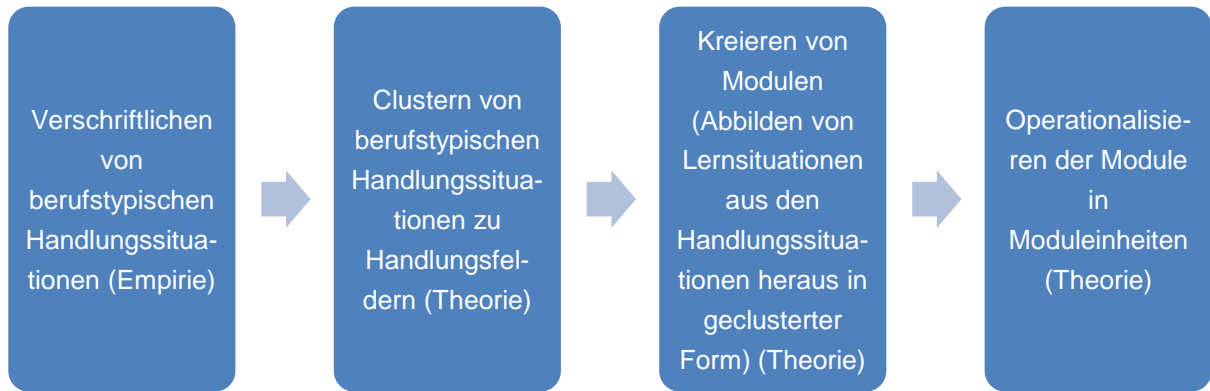 Verschriftlichen
von
berufstypischen
Handlungssitua-
tionen (Empirie)
Clustern von
berufstypischen
Handlungssitua-
tionen zu
Handlungsfel-
dern (Theorie)
Kreieren von
Modulen
(Abbilden von
Lernsituationen
aus den
Handlungssitua-
tionen heraus in
geclusterter
Form) (Theorie)
Operationalisie-
ren der Module
in
Moduleinheiten
(Theorie)